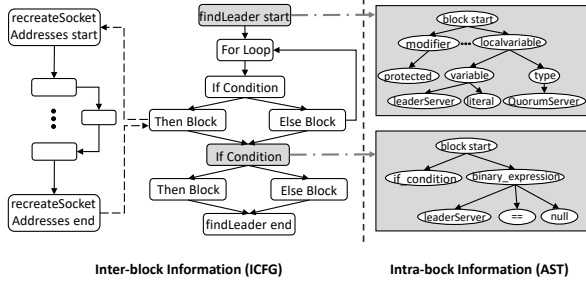 recreateSocket
Addresses start
recreateSocket
Addresses end
findLeader start
For Loop
If Condition
Then Block
Else Block
If Condition
Then Block
Else Block
findLeader end
block start
modifier
localvariable
protected
variable
type
leaderServer
literal
QuorumServer
block start
if_condition
binary_expression
leaderServer
==
null
Inter-block Information (ICFG)
Intra-bock Information (AST)